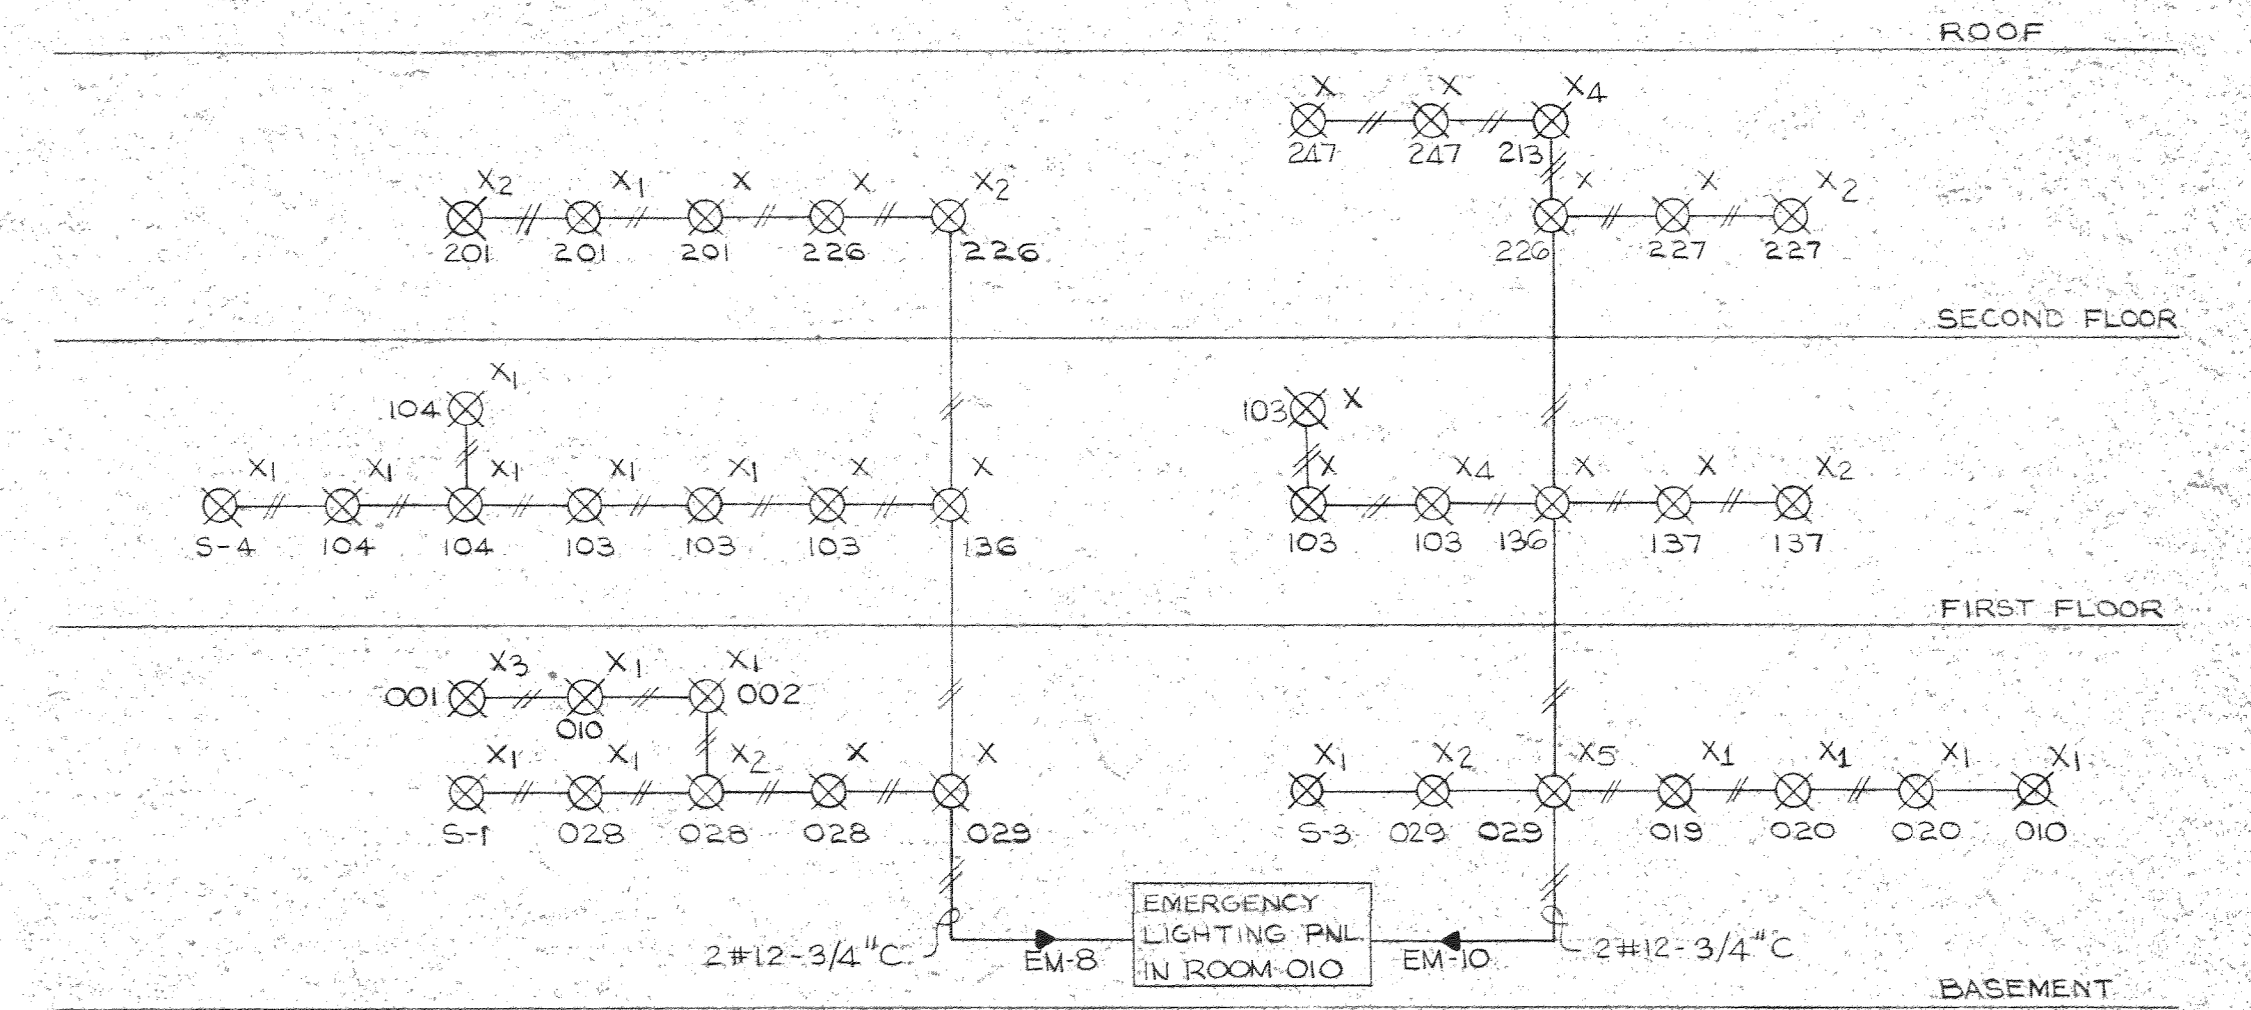 ROOF
X X X4
247 247 213
X2 X1 X X X2
201 201 201 226 226
X X X2
226 227 227
SECOND FLOOR
X1
104
X1 X1 X1 X1 X1 X X
S-4 104 104 103 103 103 136
103 X
X X4 X X X2
103 103 136 137 137
FIRST FLOOR
X3 X1 X1
001 010 002
X1 X1 X2 X X
S-1 028 028 028 029
X1 X2 X5 X1 X1 X1 X1
S-3 029 029 019 020 020 010
2#12-3/4"C
EM-8
EMERGENCY
LIGHTING PNL.
IN ROOM 010
EM-10
2#12-3/4"C
BASEMENT